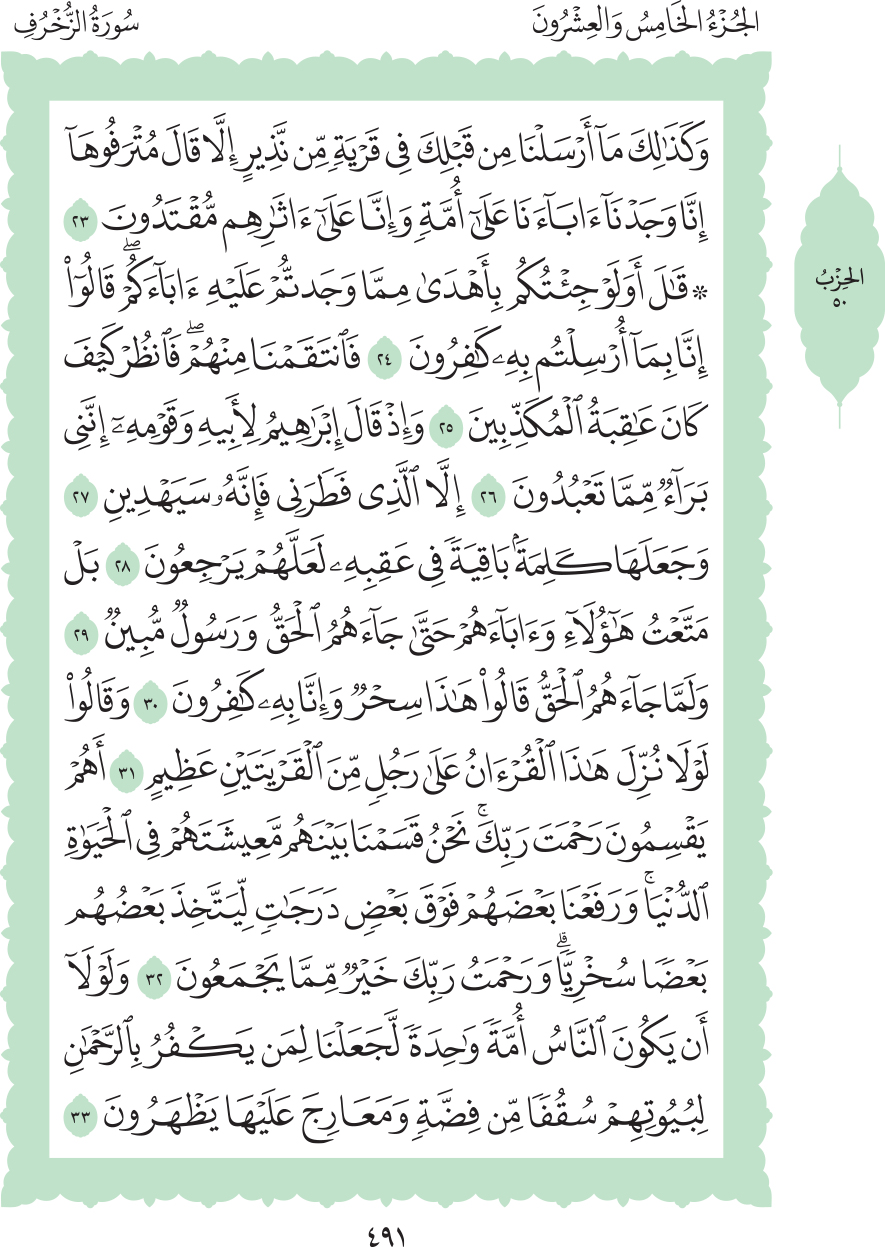 الجُزْءُ الخَامِسُ وَالعِشْرُونَ
سُورَةُ الزُّخْرُفِ
وَكَذَٰلِكَ مَآ أَرۡسَلۡنَا مِن قَبۡلِكَ فِي قَرۡيَةٖ مِّن نَّذِيرٍ إِلَّا قَالَ مُتۡرَفُوهَآ
إِنَّا وَجَدۡنَآ ءَابَآءَنَا عَلَىٰٓ أُمَّةٖ وَإِنَّا عَلَىٰٓ ءَاثَٰرِهِم مُّقۡتَدُونَ ٢٣
۞ قَٰلَ أَوَلَوۡ جِئۡتُكُم بِأَهۡدَىٰ مِمَّا وَجَدتُّمۡ عَلَيۡهِ ءَابَآءَكُمۡۖ قَالُوٓاْ
إِنَّا بِمَآ أُرۡسِلۡتُم بِهِۦ كَٰفِرُونَ ٢٤ فَٱنتَقَمۡنَا مِنۡهُمۡۖ فَٱنظُرۡ كَيۡفَ
كَانَ عَٰقِبَةُ ٱلۡمُكَذِّبِينَ ٢٥ وَإِذۡ قَالَ إِبۡرَٰهِيمُ لِأَبِيهِ وَقَوۡمِهِۦٓ إِنَّنِي
بَرَآءٞ مِّمَّا تَعۡبُدُونَ ٢٦ إِلَّا ٱلَّذِي فَطَرَنِي فَإِنَّهُۥ سَيَهۡدِينِ ٢٧
وَجَعَلَهَا كَلِمَةَۢ بَاقِيَةٗ فِي عَقِبِهِۦ لَعَلَّهُمۡ يَرۡجِعُونَ ٢٨ بَلۡ
مَتَّعۡتُ هَٰٓؤُلَآءِ وَءَابَآءَهُمۡ حَتَّىٰ جَآءَهُمُ ٱلۡحَقُّ وَرَسُولٞ مُّبِينٞ ٢٩
وَلَمَّا جَآءَهُمُ ٱلۡحَقُّ قَالُواْ هَٰذَا سِحۡرٞ وَإِنَّا بِهِۦ كَٰفِرُونَ ٣٠ وَقَالُواْ
لَوۡلَا نُزِّلَ هَٰذَا ٱلۡقُرۡءَانُ عَلَىٰ رَجُلٖ مِّنَ ٱلۡقَرۡيَتَيۡنِ عَظِيمٍ ٣١ أَهُمۡ
يَقۡسِمُونَ رَحۡمَتَ رَبِّكَۚ نَحۡنُ قَسَمۡنَا بَيۡنَهُم مَّعِيشَتَهُمۡ فِي ٱلۡحَيَوٰةِ
ٱلدُّنۡيَاۚ وَرَفَعۡنَا بَعۡضَهُمۡ فَوۡقَ بَعۡضٖ دَرَجَٰتٖ لِّيَتَّخِذَ بَعۡضُهُم
بَعۡضٗا سُخۡرِيّٗاۗ وَرَحۡمَتُ رَبِّكَ خَيۡرٞ مِّمَّا يَجۡمَعُونَ ٣٢ وَلَوۡلَآ
أَن يَكُونَ ٱلنَّاسُ أُمَّةٗ وَٰحِدَةٗ لَّجَعَلۡنَا لِمَن يَكۡفُرُ بِٱلرَّحۡمَٰنِ
لِبُيُوتِهِمۡ سُقُفٗا مِّن فِضَّةٖ وَمَعَارِجَ عَلَيۡهَا يَظۡهَرُونَ ٣٣
الحِزْبُ
٥٠
٤٩١